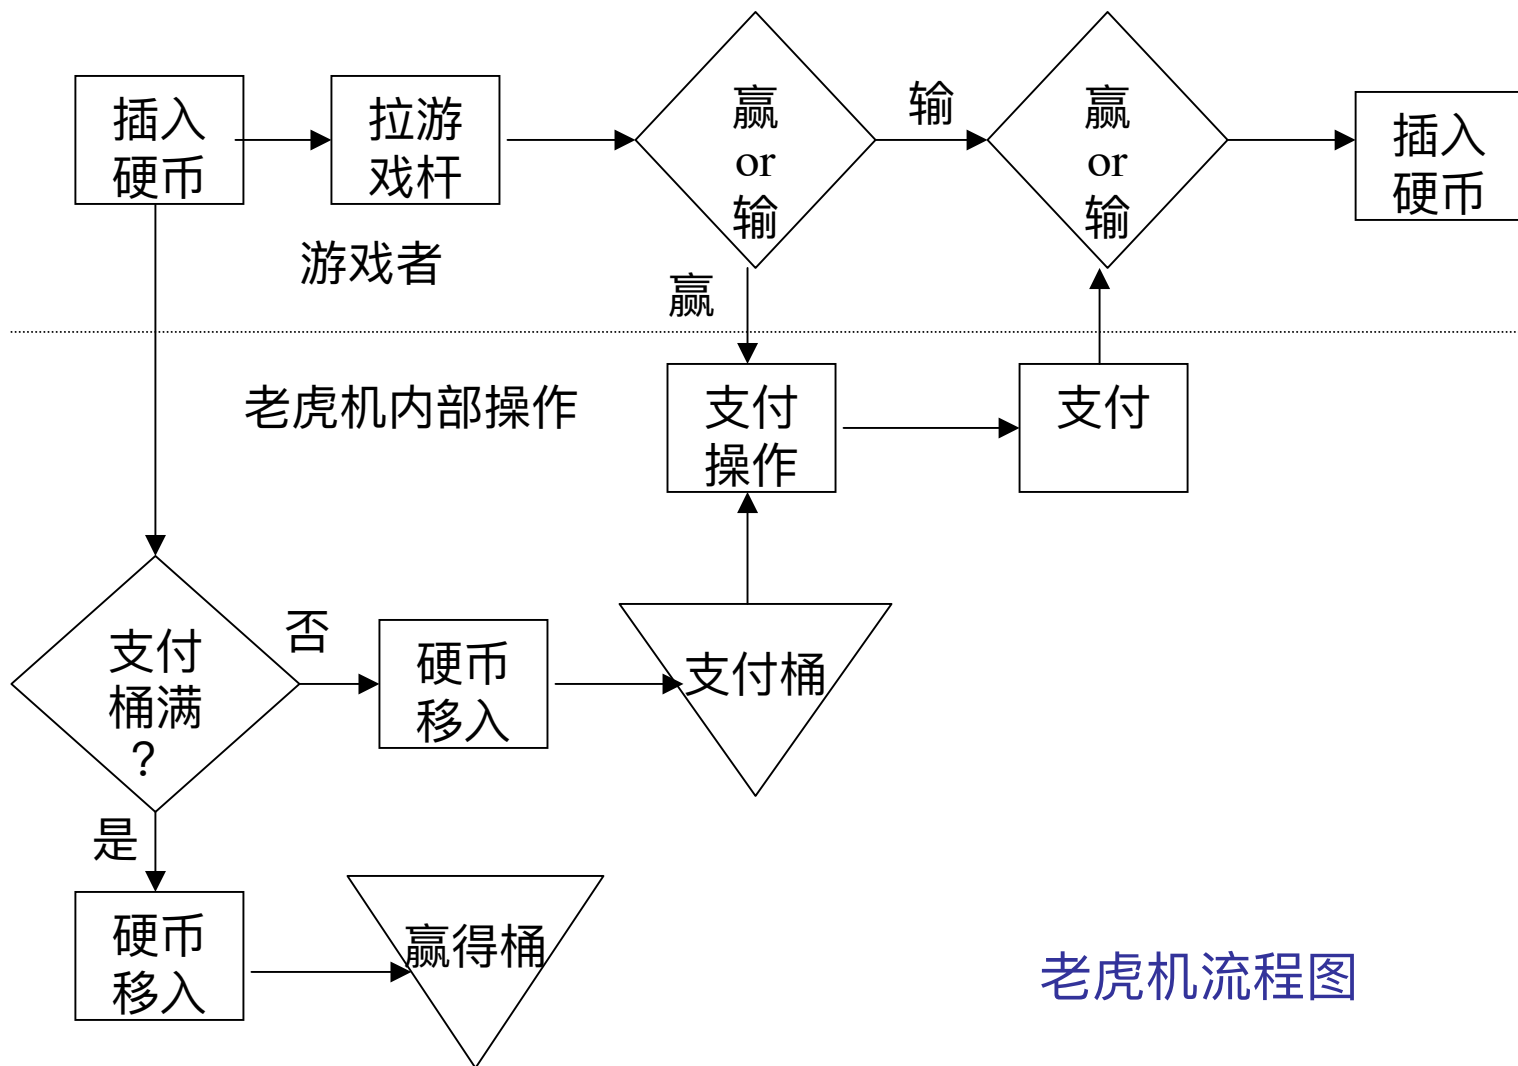 插入
硬币
拉游
戏杆
赢
or
输
输
赢
or
输
插入
硬币
游戏者
赢
老虎机内部操作
支付
操作
支付
支付
桶满
?
否
硬币
移入
支付桶
是
硬币
移入
赢得桶
老虎机流程图